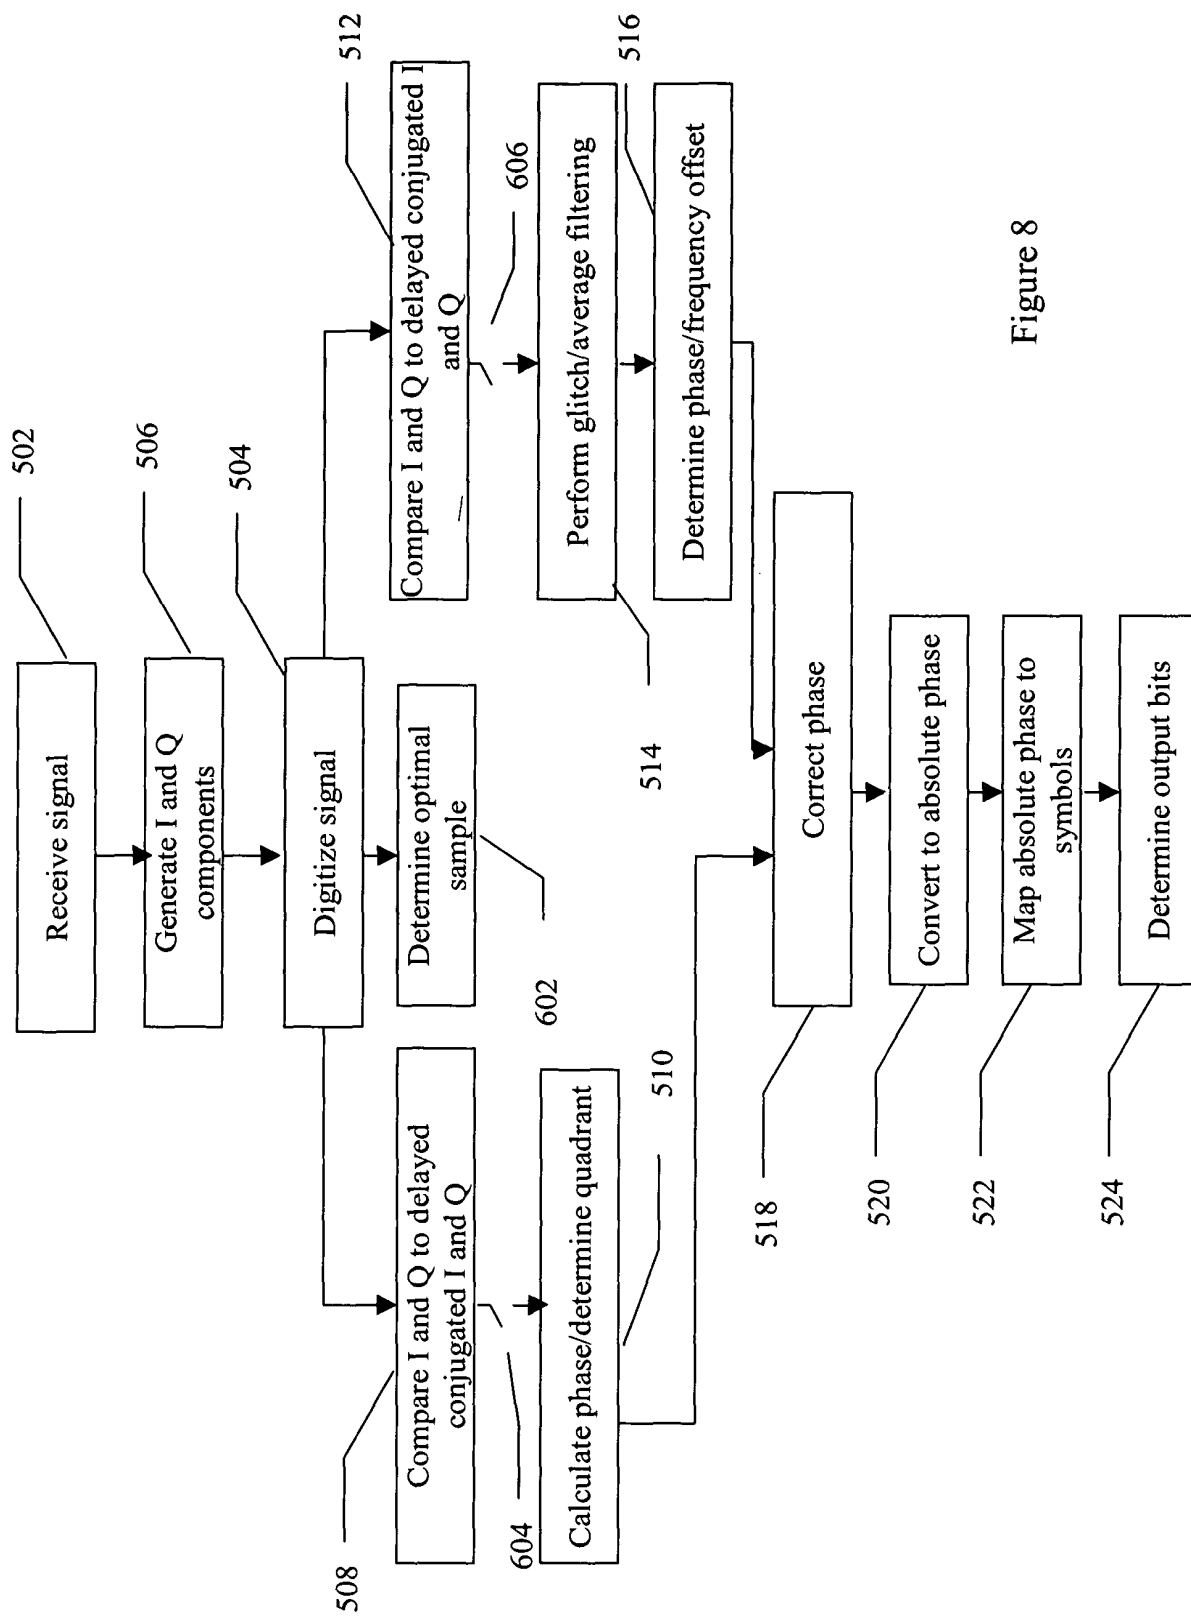 502
Receive signal
506
Generate I and Q
components
504
Digitize signal
512
Compare I and Q to delayed
conjugated I and Q
508
Determine optimal
sample
602
Compare I and Q to delayed conjugated I
and Q
604
606
Calculate phase/determine quadrant
510
Perform glitch/average filtering
514
516
Determine phase/frequency offset
Correct phase
518
Convert to absolute phase
520
Map absolute phase to
symbols
522
Determine output bits
524
Figure 8